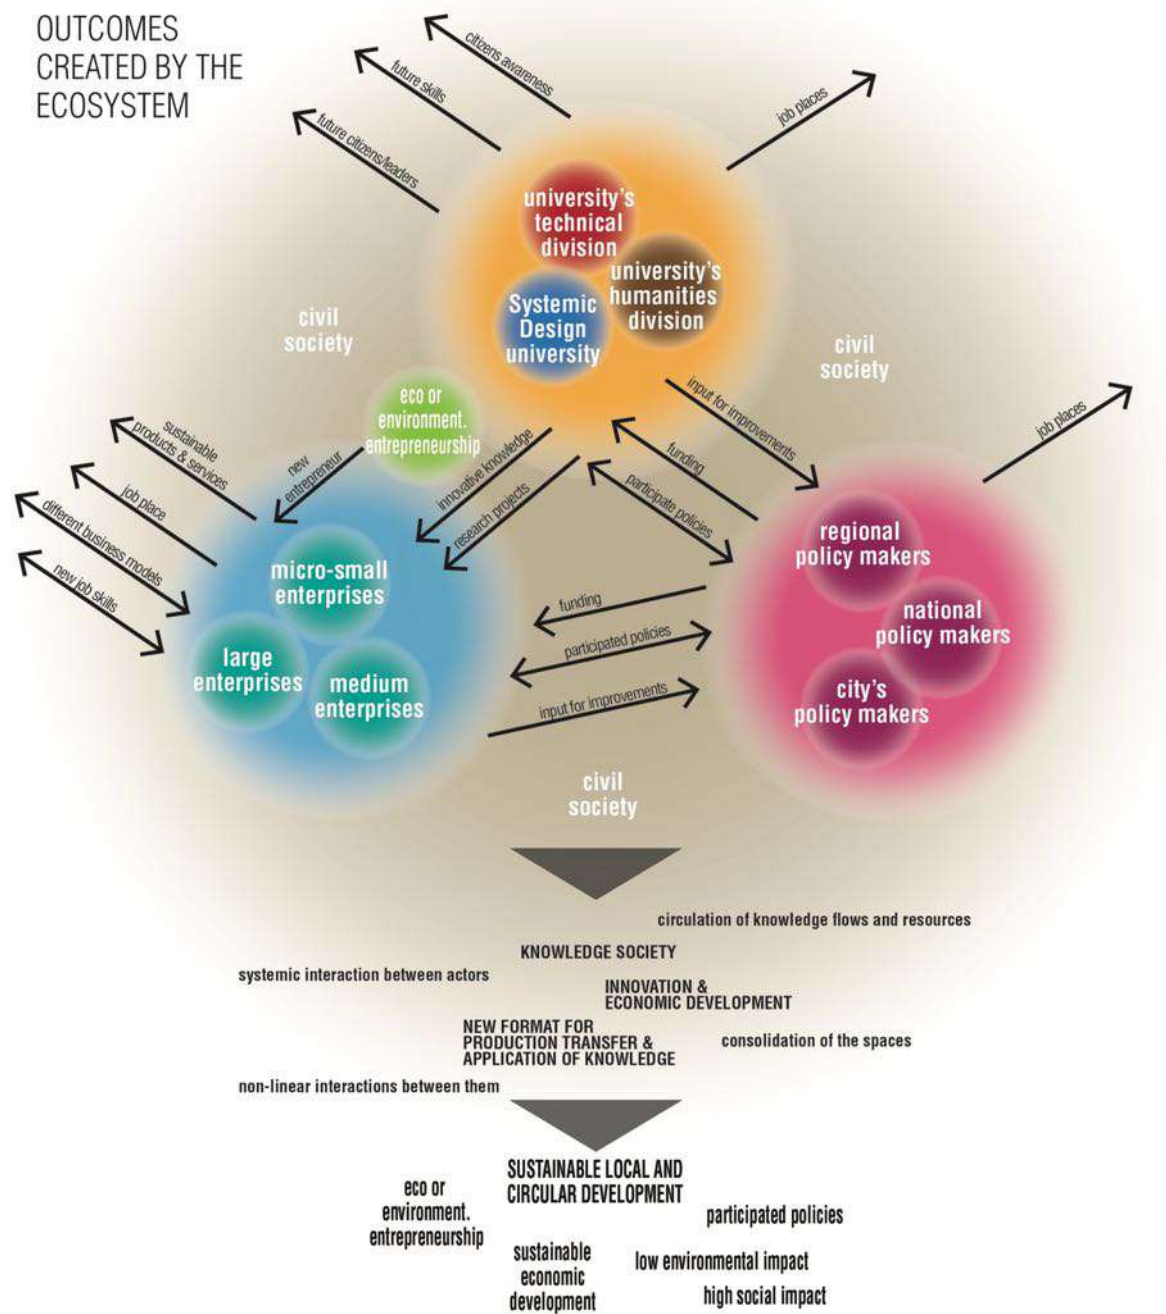 OUTCOMES
CREATED BY THE
ECOSYSTEM
citizens awareness
future skills
future citizens/leaders
job places
university's
technical
division
university's
humanities
division
Systemic
Design
university
civil
society
civil
society
eco or
environment.
entrepreneurship
input for improvements
funding
participate policies
job places
sustainable
products & services
job place
different business models
new job skills
new
entrepreneur
innovative knowledge
research projects
regional
policy makers
national
policy makers
city's
policy makers
micro-small
enterprises
large
enterprises
medium
enterprises
funding
participated policies
input for improvements
civil
society
circulation of knowledge flows and resources
KNOWLEDGE SOCIETY
systemic interaction between actors
INNOVATION &
ECONOMIC DEVELOPMENT
NEW FORMAT FOR
PRODUCTION TRANSFER &
APPLICATION OF KNOWLEDGE
consolidation of the spaces
non-linear interactions between them
SUSTAINABLE LOCAL AND
CIRCULAR DEVELOPMENT
eco or
environment.
entrepreneurship
participated policies
sustainable
economic
development
low environmental impact
high social impact